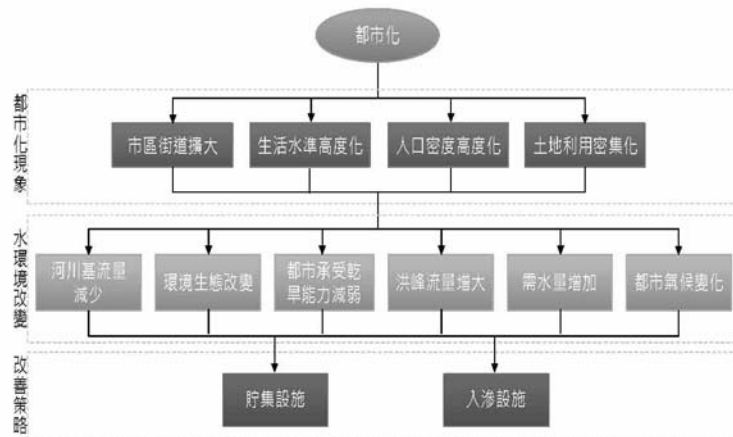 都市化
都市化現象
市區街道擴大
生活水準高度化
人口密度高度化
土地利用密集化
水環境改變
河川基流量
減少
環境生態改變
都市承受乾
旱能力減弱
洪峰流量增大
需水量增加
都市氣候變化
改善策略
貯集設施
入滲設施